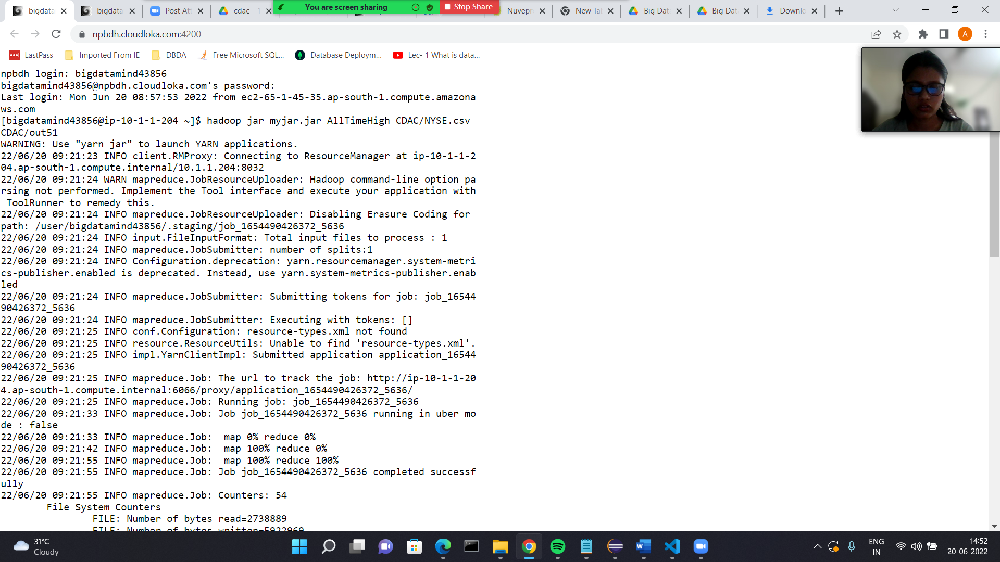 bigdata
bigdata
Post Att
cdac - 1
You are screen sharing
Stop Share
Nuvepr
New Tal
Big Dat
Big Dat
Downlo
npbdh.cloudloka.com:4200
A
LastPass
Imported From IE
DBDA
Free Microsoft SQL...
Database Deploym...
Lec- 1 What is data...
npbdh login: bigdatamind43856
bigdatamind43856@npbdh.cloudloka.com's password:
Last login: Mon Jun 20 08:57:53 2022 from ec2-65-1-45-35.ap-south-1.compute.amazona
ws.com
[bigdatamind43856@ip-10-1-1-204 ~]$ hadoop jar myjar.jar AllTimeHigh CDAC/NYSE.csv
CDAC/out51
WARNING: Use "yarn jar" to launch YARN applications.
22/06/20 09:21:23 INFO client.RMProxy: Connecting to ResourceManager at ip-10-1-1-2
04.ap-south-1.compute.internal/10.1.1.204:8032
22/06/20 09:21:24 WARN mapreduce.JobResourceUploader: Hadoop command-line option pa
rsing not performed. Implement the Tool interface and execute your application with
 ToolRunner to remedy this.
22/06/20 09:21:24 INFO mapreduce.JobResourceUploader: Disabling Erasure Coding for
path: /user/bigdatamind43856/.staging/job_1654490426372_5636
22/06/20 09:21:24 INFO input.FileInputFormat: Total input files to process : 1
22/06/20 09:21:24 INFO mapreduce.JobSubmitter: number of splits:1
22/06/20 09:21:24 INFO Configuration.deprecation: yarn.resourcemanager.system-metri
cs-publisher.enabled is deprecated. Instead, use yarn.system-metrics-publisher.enab
led
22/06/20 09:21:24 INFO mapreduce.JobSubmitter: Submitting tokens for job: job_16544
90426372_5636
22/06/20 09:21:24 INFO mapreduce.JobSubmitter: Executing with tokens: []
22/06/20 09:21:25 INFO conf.Configuration: resource-types.xml not found
22/06/20 09:21:25 INFO resource.ResourceUtils: Unable to find 'resource-types.xml'.
22/06/20 09:21:25 INFO impl.YarnClientImpl: Submitted application application_16544
90426372_5636
22/06/20 09:21:25 INFO mapreduce.Job: The url to track the job: http://ip-10-1-1-20
4.ap-south-1.compute.internal:6066/proxy/application_1654490426372_5636/
22/06/20 09:21:25 INFO mapreduce.Job: Running job: job_1654490426372_5636
22/06/20 09:21:33 INFO mapreduce.Job: Job job_1654490426372_5636 running in uber mo
de : false
22/06/20 09:21:33 INFO mapreduce.Job:  map 0% reduce 0%
22/06/20 09:21:42 INFO mapreduce.Job:  map 100% reduce 0%
22/06/20 09:21:55 INFO mapreduce.Job:  map 100% reduce 100%
22/06/20 09:21:55 INFO mapreduce.Job: Job job_1654490426372_5636 completed successf
ully
22/06/20 09:21:55 INFO mapreduce.Job: Counters: 54
File System Counters
FILE: Number of bytes read=2738889
FILE: Number of bytes written=5922969
31°C
Cloudy
ENG
IN
14:52
20-06-2022